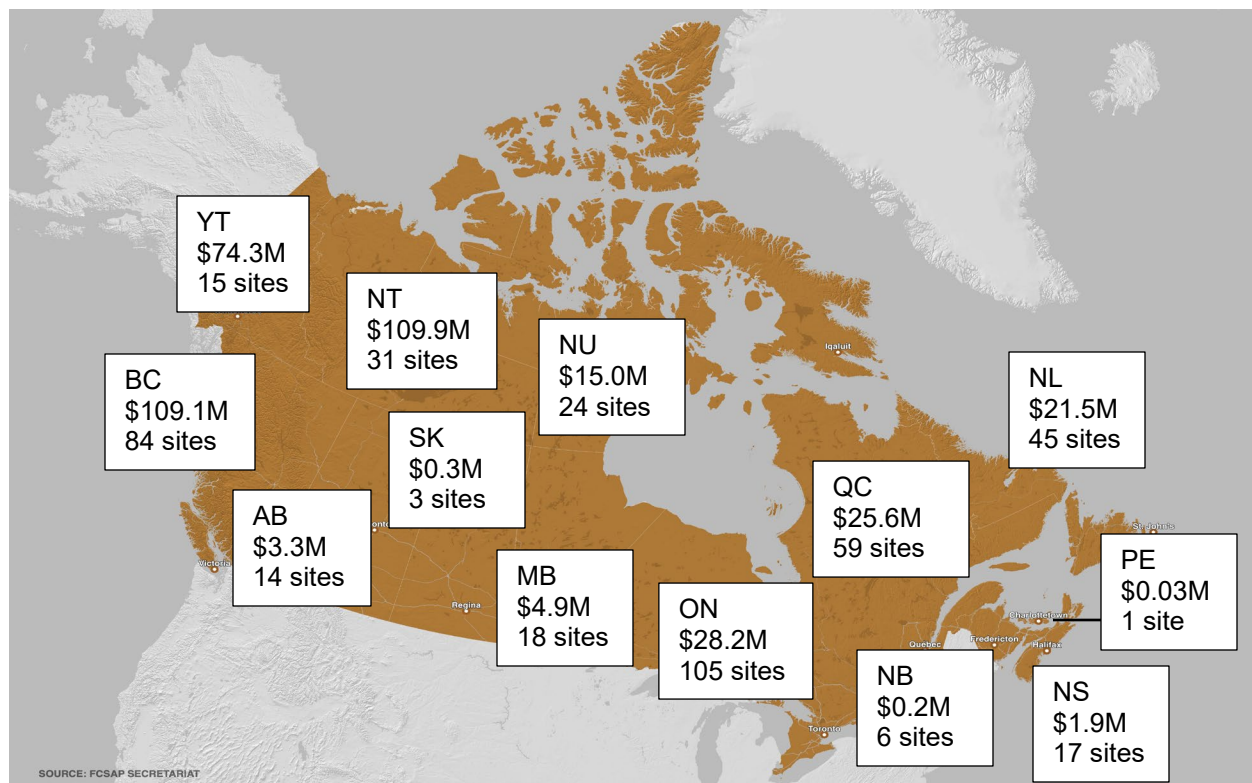 YT
$74.3M
15 sites
NT
$109.9M
31 sites
NU
$15.0M
24 sites
Iqaluit
BC
$109.1M
84 sites
NL
$21.5M
45 sites
SK
$0.3M
3 sites
QC
$25.6M
59 sites
AB
$3.3M
14 sites
St. John's
Victoria
PE
$0.03M
1 site
MB
$4.9M
18 sites
ON
$28.2M
105 sites
Regina
Charlottetown
Québec
Fredericton
Halifax
NB
$0.2M
6 sites
NS
$1.9M
17 sites
Toronto
SOURCE: FCSAP SECRETARIAT